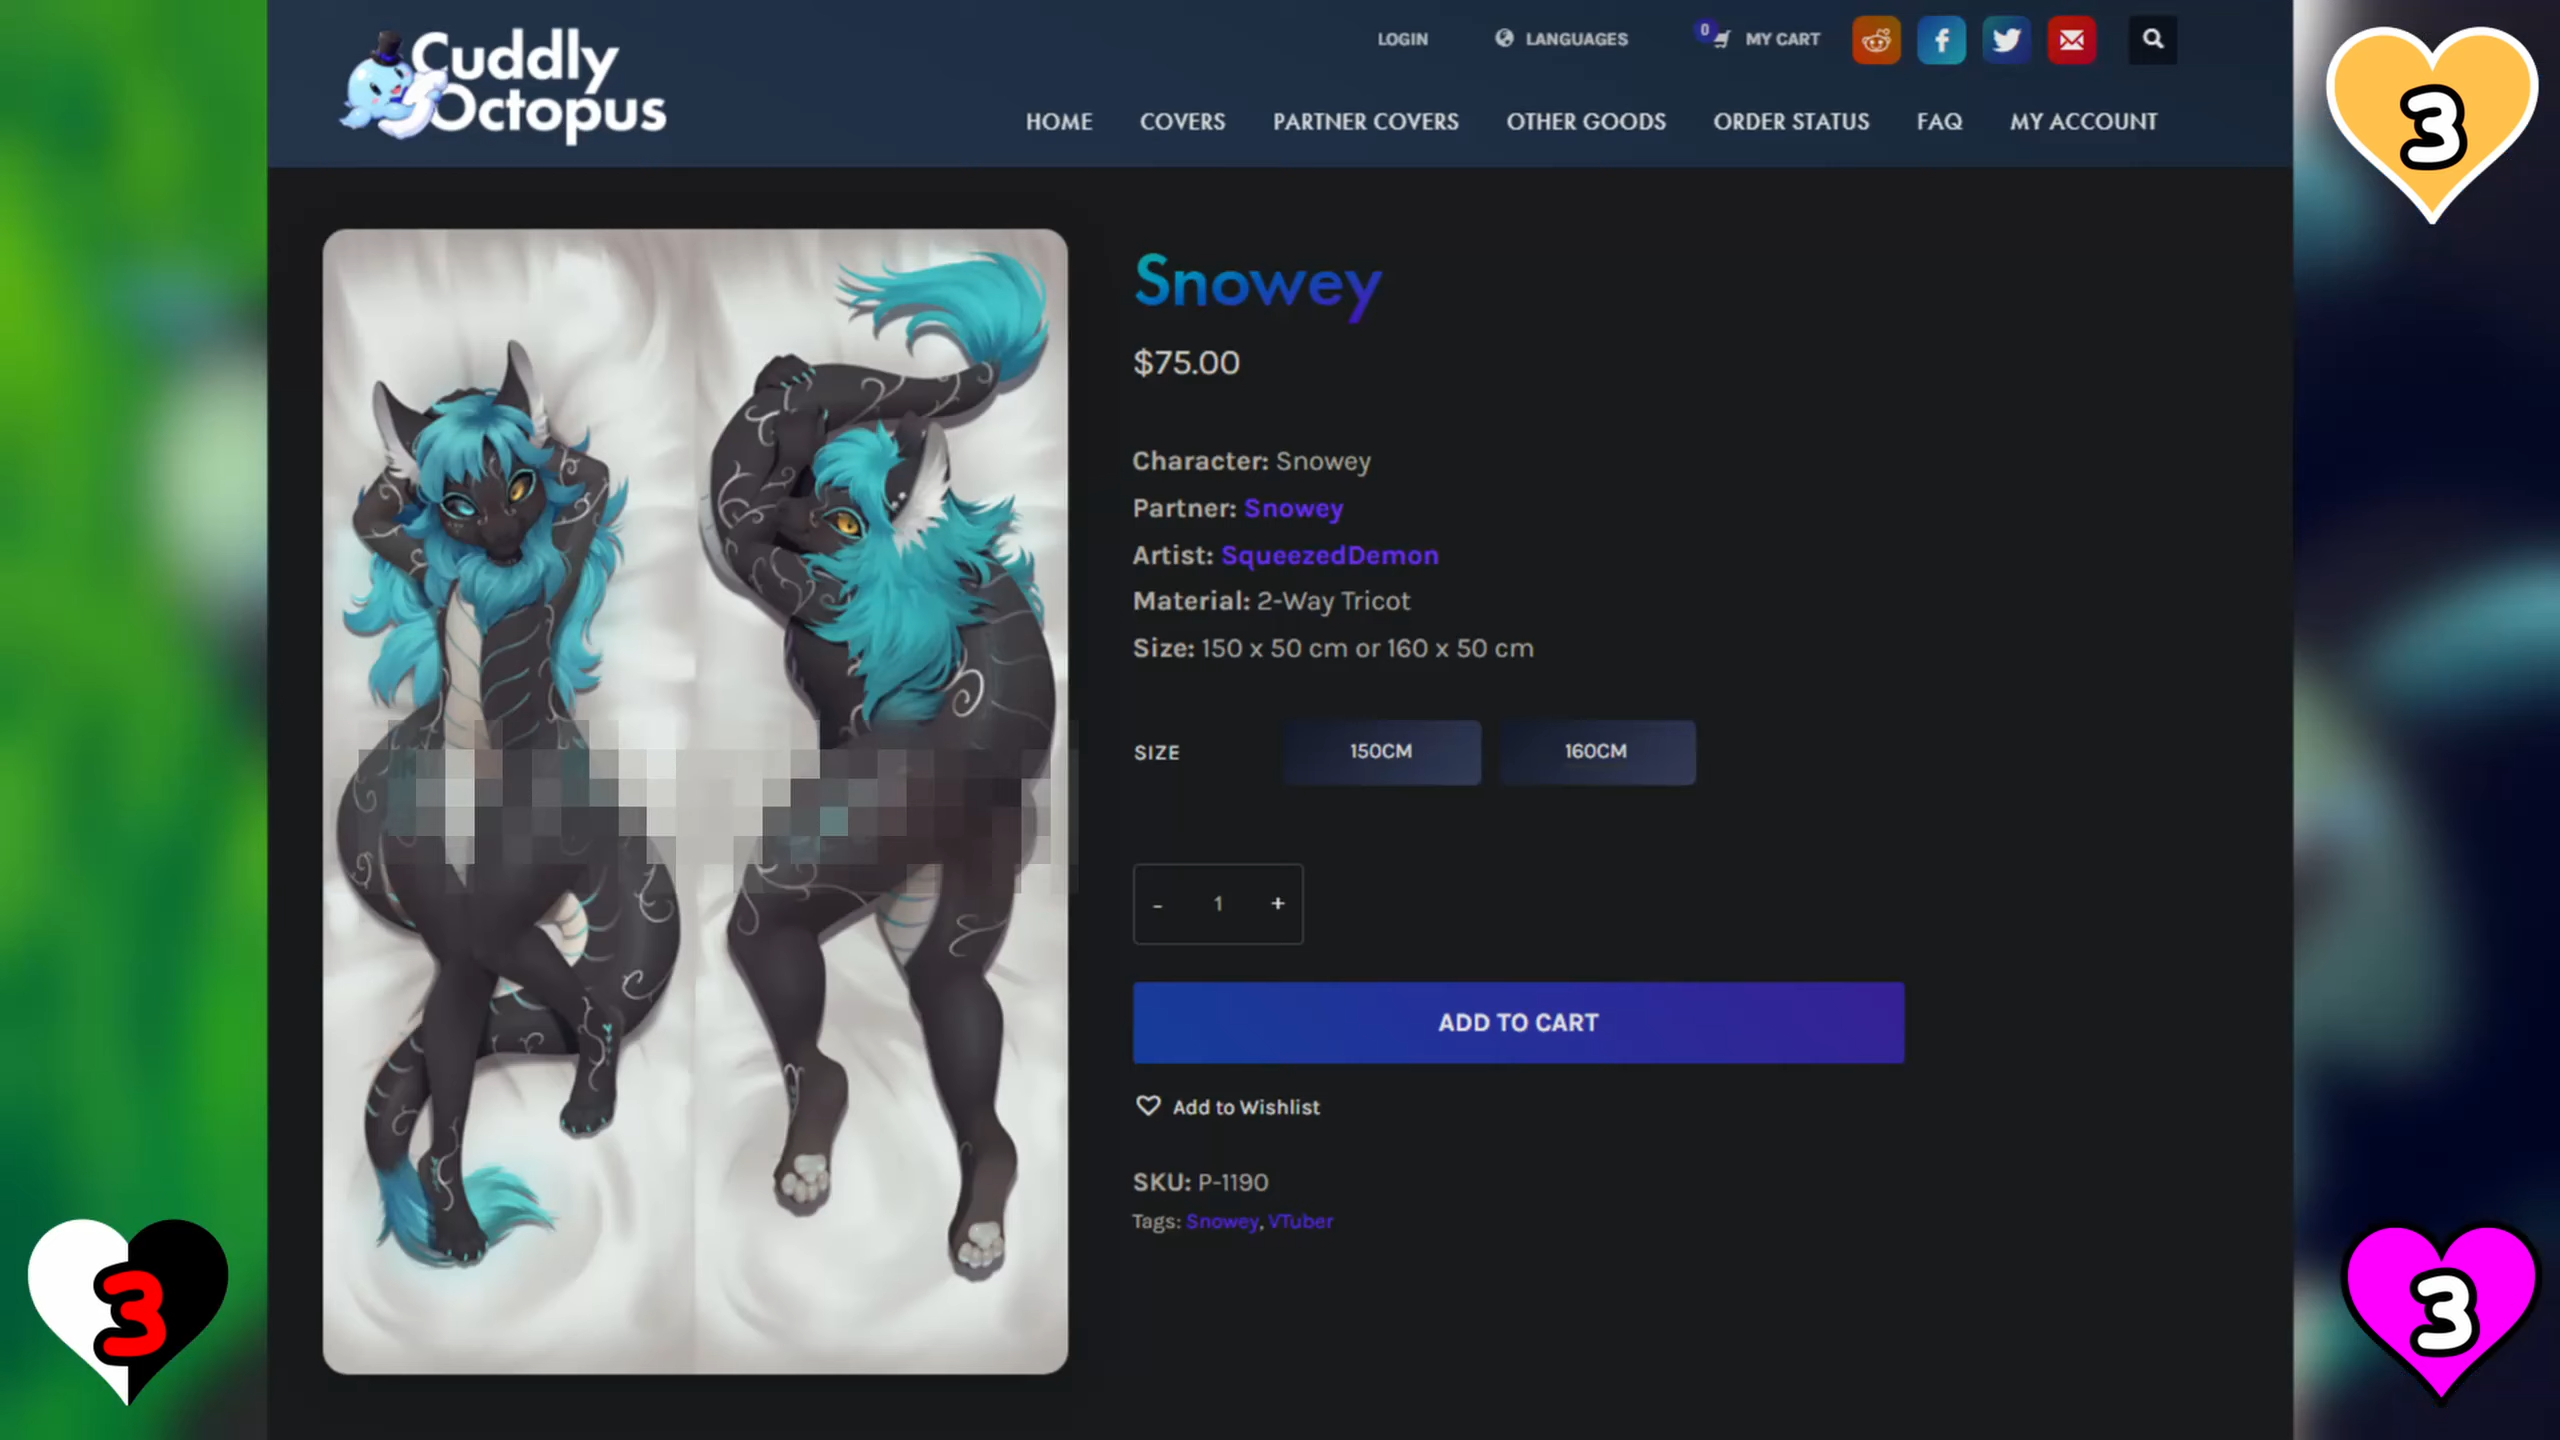 Cuddly
Octopus
LOGIN
LANGUAGES
0
MY CART
HOME
COVERS
PARTNER COVERS
OTHER GOODS
ORDER STATUS
FAQ
MY ACCOUNT
3
Snowey
$75.00
Character: Snowey
Partner: Snowey
Artist: SqueezedDemon
Material: 2-Way Tricot
Size: 150 x 50 cm or 160 x 50 cm
SIZE
150CM
160CM
- 1 +
ADD TO CART
Add to Wishlist
SKU: P-1190
Tags: Snowey, VTuber
3
3